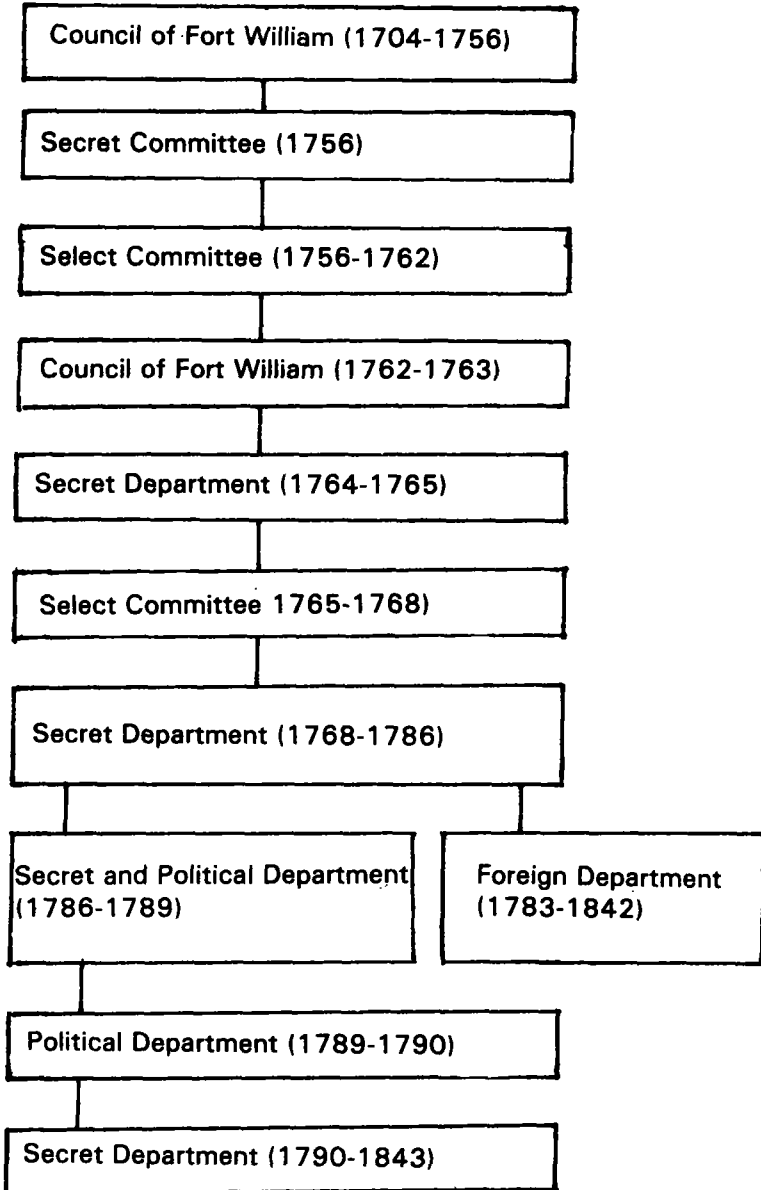 Council of Fort William (1704-1756)
Secret Committee (1756)
Select Committee (1756-1762)
Council of Fort William (1762-1763)
Secret Department (1764-1765)
Select Committee 1765-1768)
Secret Department (1768-1786)
Secret and Political Department
(1786-1789)
Foreign Department
(1783-1842)
Political Department (1789-1790)
Secret Department (1790-1843)